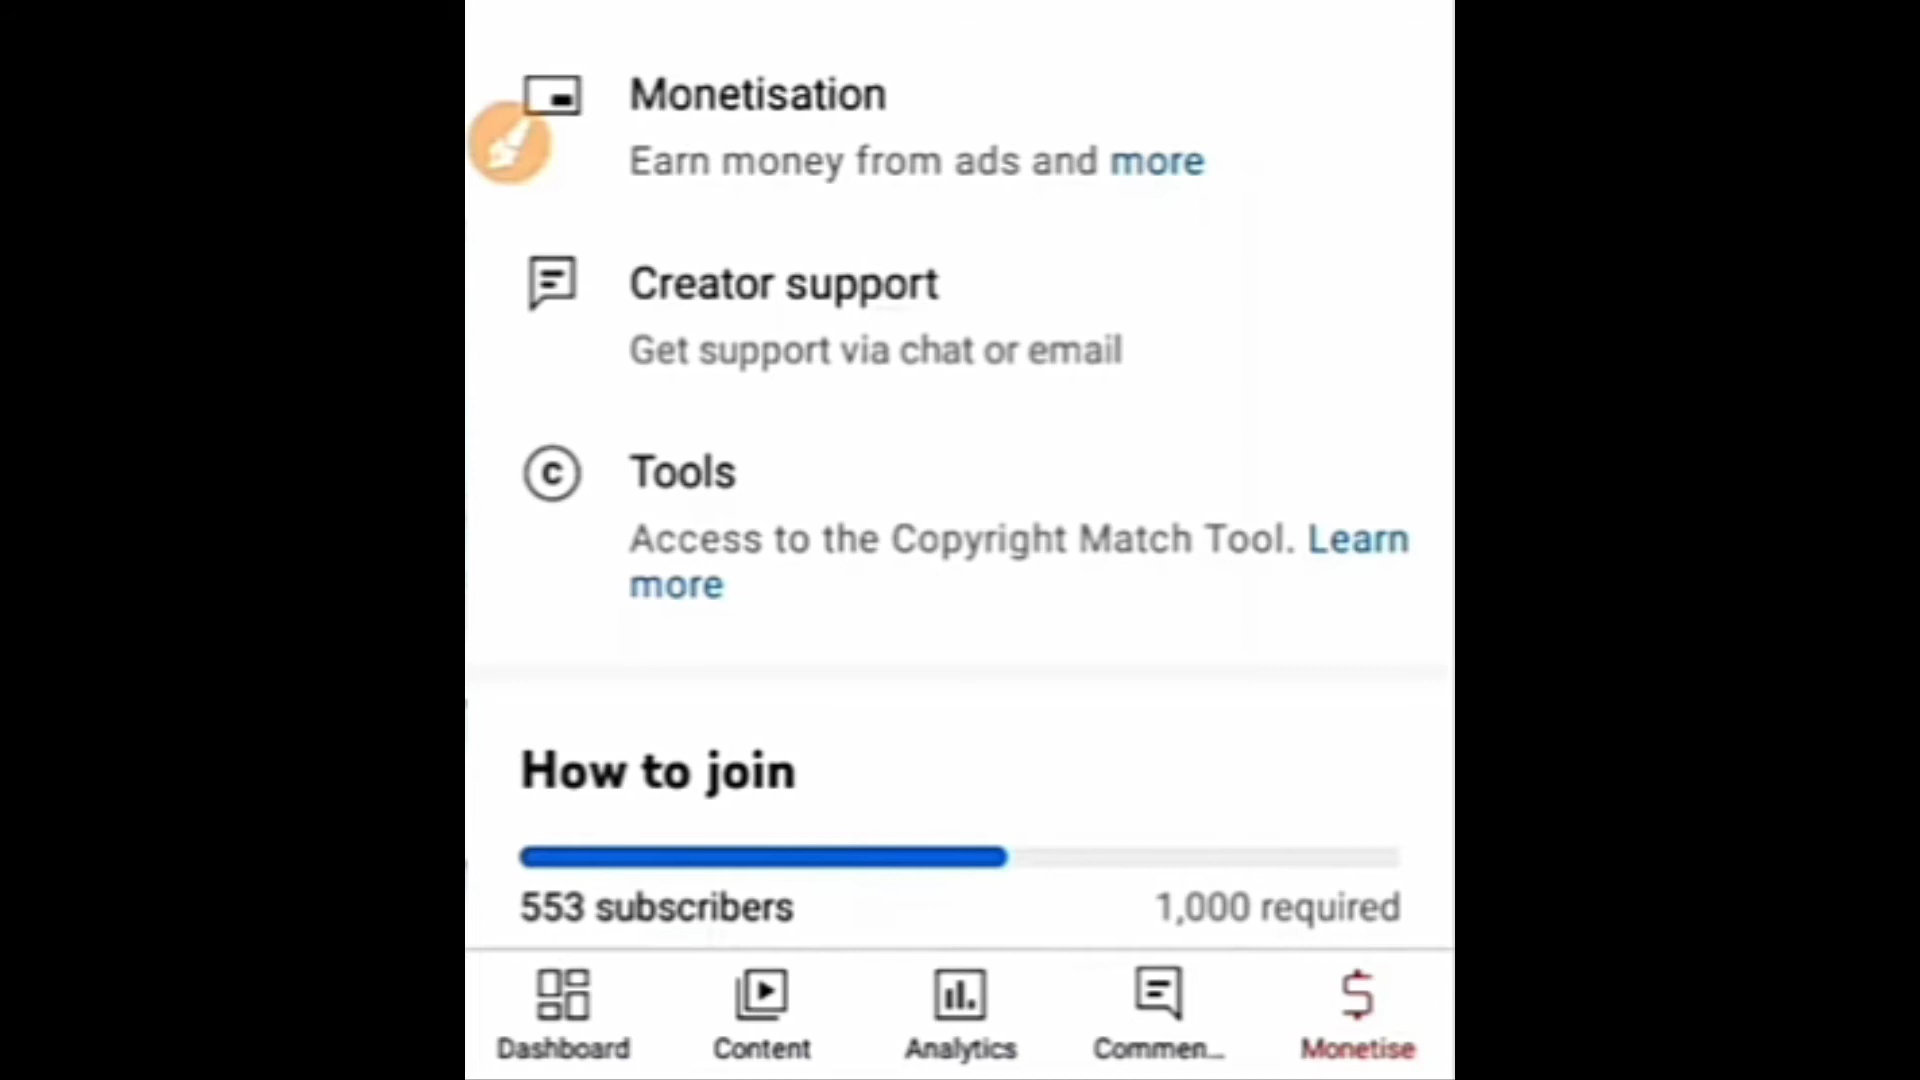 Monetisation
Earn money from ads and more
Creator support
Get support via chat or email
Tools
Access to the Copyright Match Tool. Learn
more
How to join
553 subscribers 1,000 required
Dashboard Content Analytics Commen... Monetise